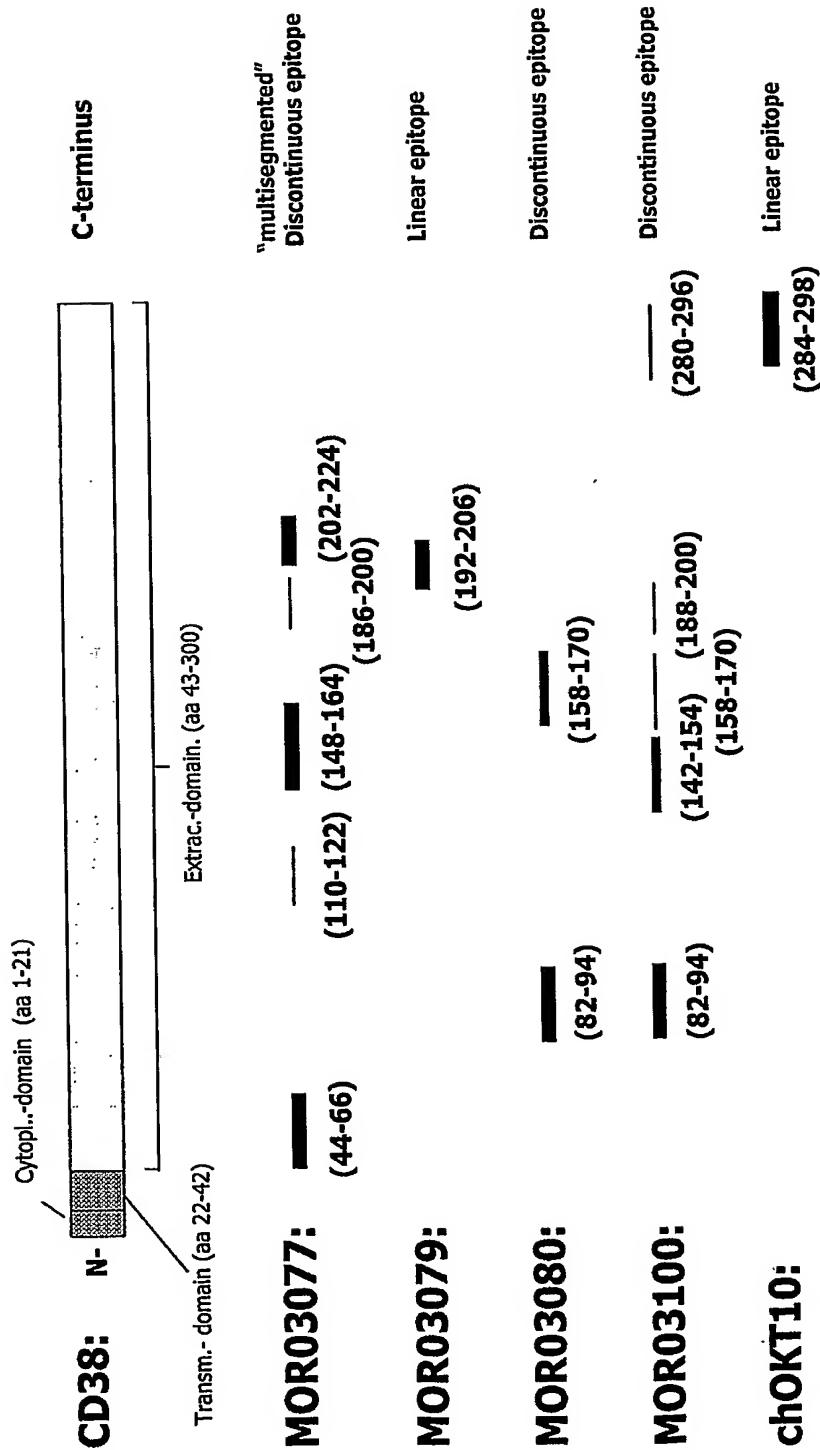 Cytopl..-domain (aa 1-21)
CD38:
N-
C-terminus
Transm.- domain (aa 22-42)
Extrac.-domain. (aa 43-300)
MOR03077:
(44-66)
(110-122)
(148-164)
(186-200)
(202-224)
"multisegmented"
Discontinuous epitope
MOR03079:
(192-206)
Linear epitope
MOR03080:
(82-94)
(158-170)
Discontinuous epitope
MOR03100:
(82-94)
(142-154)
(158-170)
(188-200)
(280-296)
Discontinuous epitope
chOKT10:
(284-298)
Linear epitope